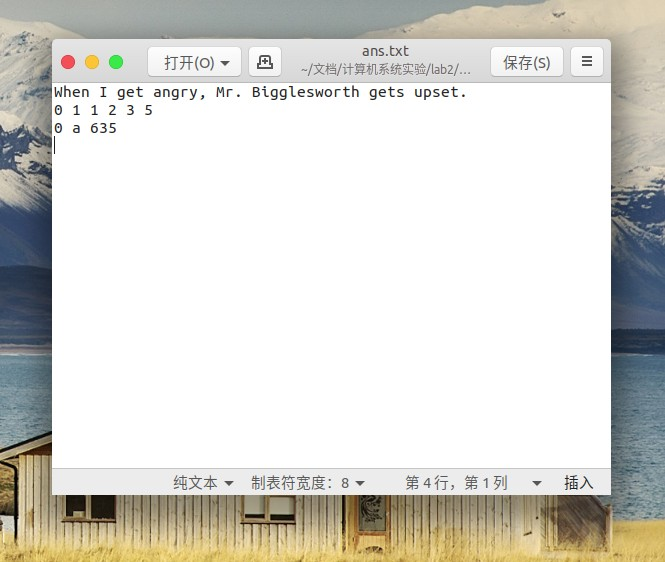 打开(O)
ans.txt
~/文档/计算机系统实验/lab2/...
保存(S)
When I get angry, Mr. Bigglesworth gets upset.
0 1 1 2 3 5
0 a 635
纯文本
制表符宽度：8
第 4 行，第 1 列
插入